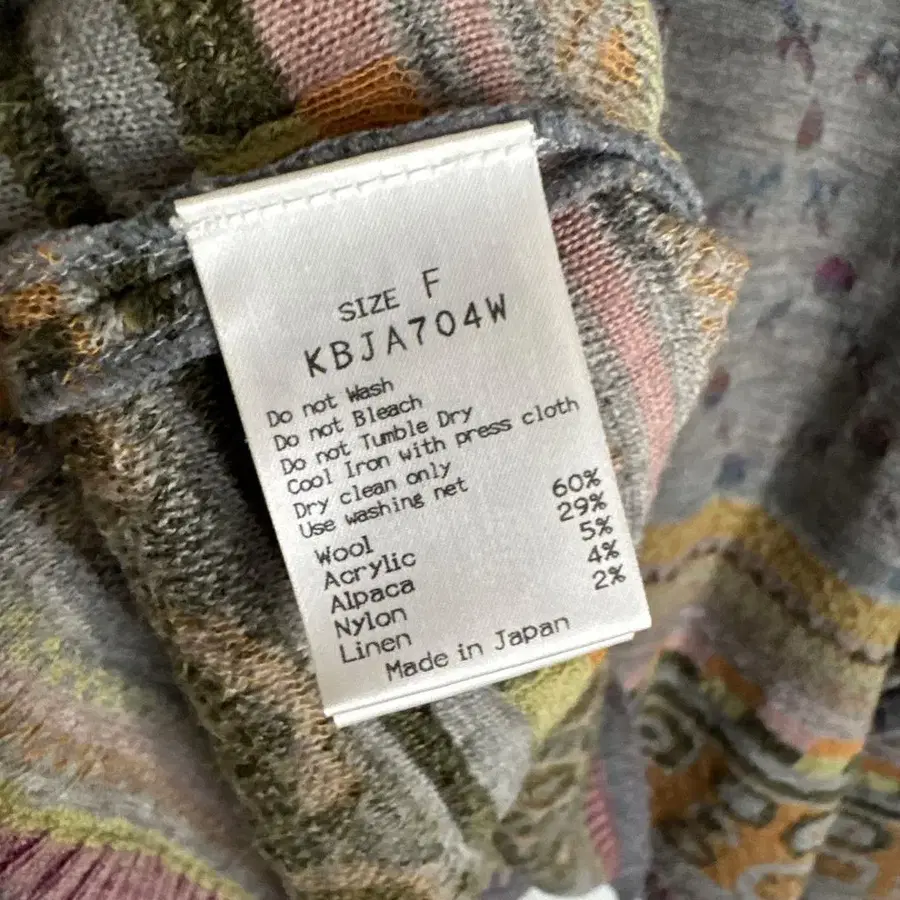 SIZE F
KBJA704W
Do not Wash
Do not Bleach
Do not Tumble Dry
Cool Iron with press cloth
Dry clean only
Use washing net
Wool 60%
Acrylic 29%
Alpaca 5%
Nylon 4%
Linen 2%
Made in Japan